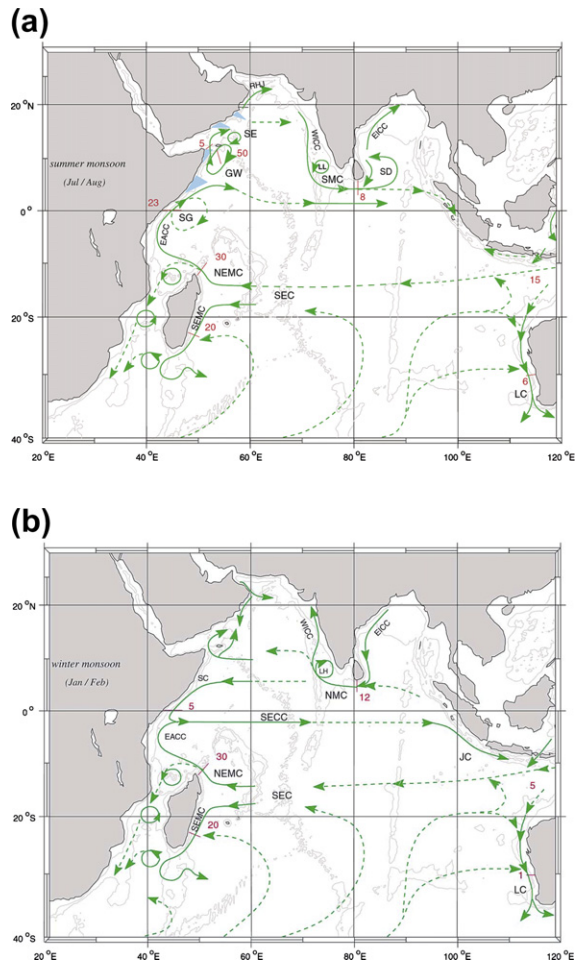 (a)
20 °N
0 °
20 °S
40 °S
20 °E
40 °E
60 °E
80 °E
100 °E
120 °E
summer monsoon
(Jul / Aug)
RHJ
SE
5
50
GW
WICC
LL
SMC
EICC
SD
8
23
SG
EACC
30
NEMC
SEC
15
SEMC
20
6
LC
(b)
20 °N
0 °
20 °S
40 °S
20 °E
40 °E
60 °E
80 °E
100 °E
120 °E
winter monsoon
(Jan / Feb)
WICC
EICC
LH
SC
NMC
12
5
SECC
EACC
JC
30
NEMC
SEC
5
SEMC
20
1
LC